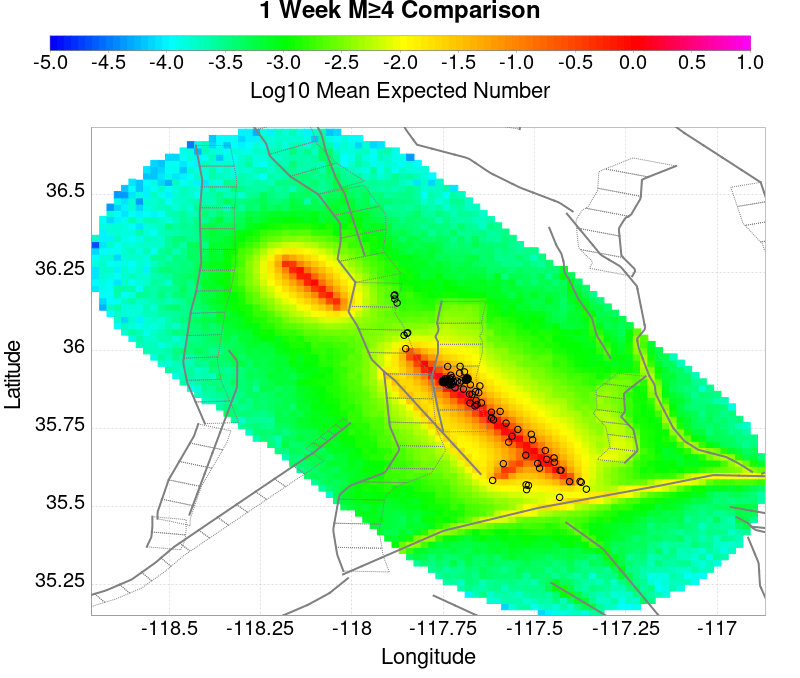 1 Week M≥4 Comparison
-5.0 -4.5 -4.0 -3.5 -3.0 -2.5 -2.0 -1.5 -1.0 -0.5 0.0 0.5 1.0
Log10 Mean Expected Number
36.5
36.25
36
35.75
35.5
35.25
Latitude
-118.5 -118.25 -118 -117.75 -117.5 -117.25 -117
Longitude